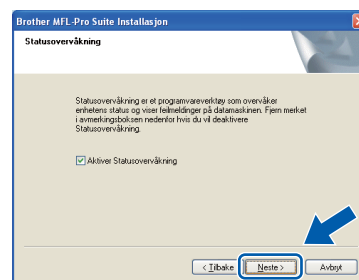 Brother MFL-Pro Suite Installasjon
Statusovervåkning
Statusovervåkning er et programvareverktøy som overvåker
enhetens status og viser feilmeldinger på datamaskinen. Fjern merket
i avmerkingsboksen nedenfor hvis du vil deaktivere
Statusovervåkning.
Aktiver Statusovervåkning
< Tilbake
Neste >
Avbryt